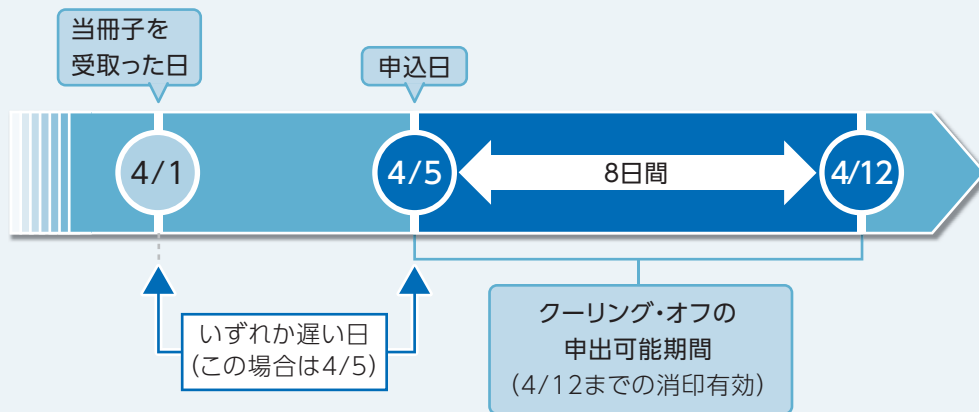 当冊子を
受取った日
申込日
4/1
4/5
8日間
4/12
いずれか遅い日
(この場合は4/5)
クーリング・オフの
申出可能期間
(4/12までの消印有効)